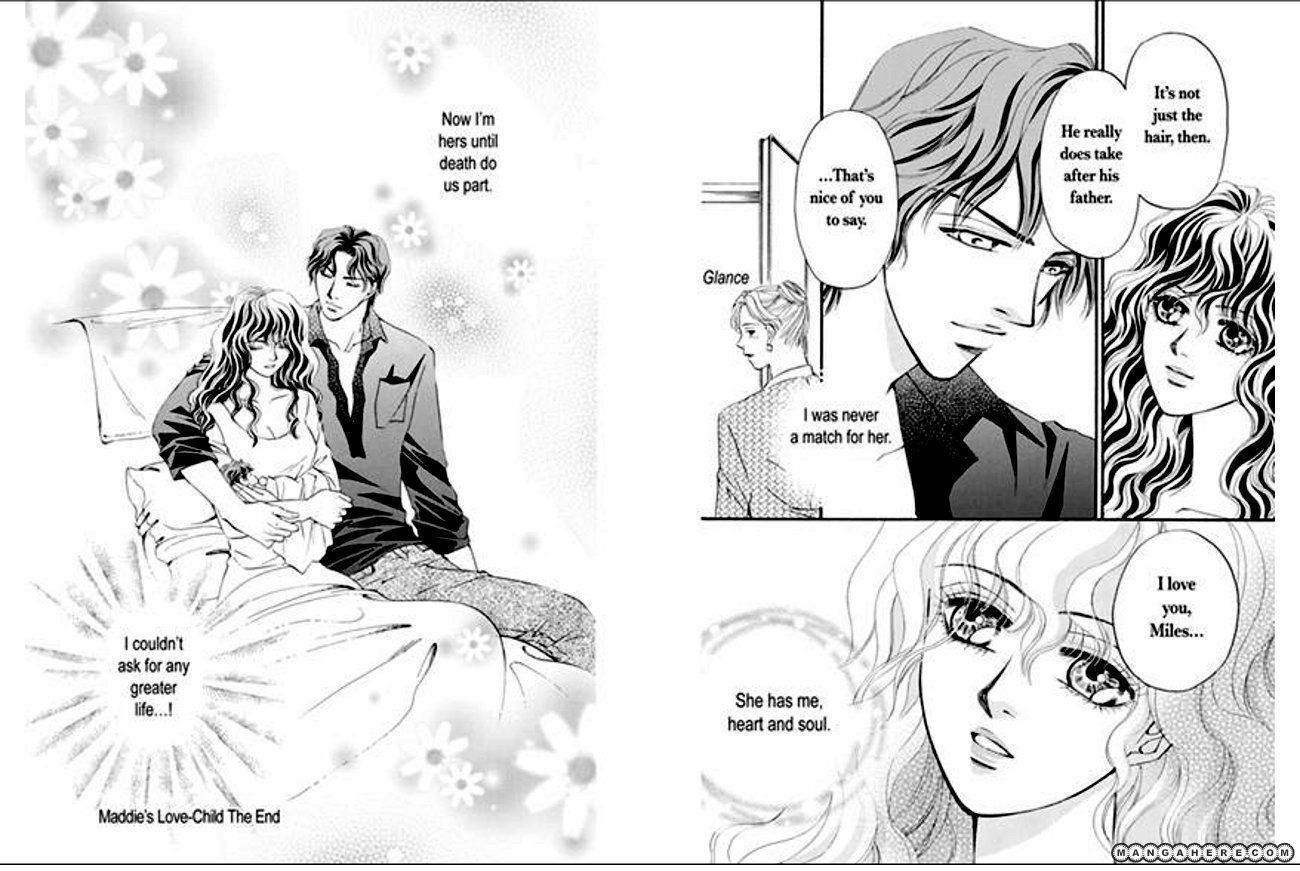 It's not
just the
hair, then.
He really
does take
after his
father.
...That's
nice of you
to say.
Glance
I was never
a match for her.
I love
you,
Miles...
She has me,
heart and soul.
Now I'm
hers until
death do
us part.
I couldn't
ask for any
greater
life...!
Maddie's Love-Child The End
MANGAHERE.COM